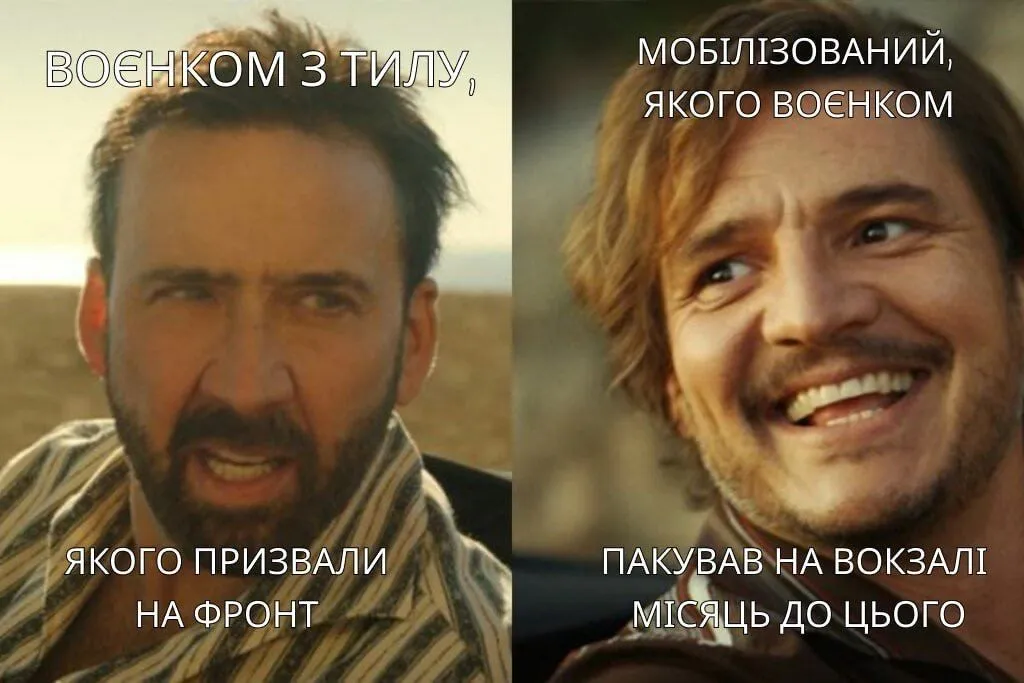 ВОЄНКОМ З ТИЛУ,
ЯКОГО ПРИЗВАЛИ
НА ФРОНТ
МОБІЛІЗОВАНИЙ,
ЯКОГО ВОЄНКОМ
ПАКУВАВ НА ВОКЗАЛІ
МІСЯЦЬ ДО ЦЬОГО